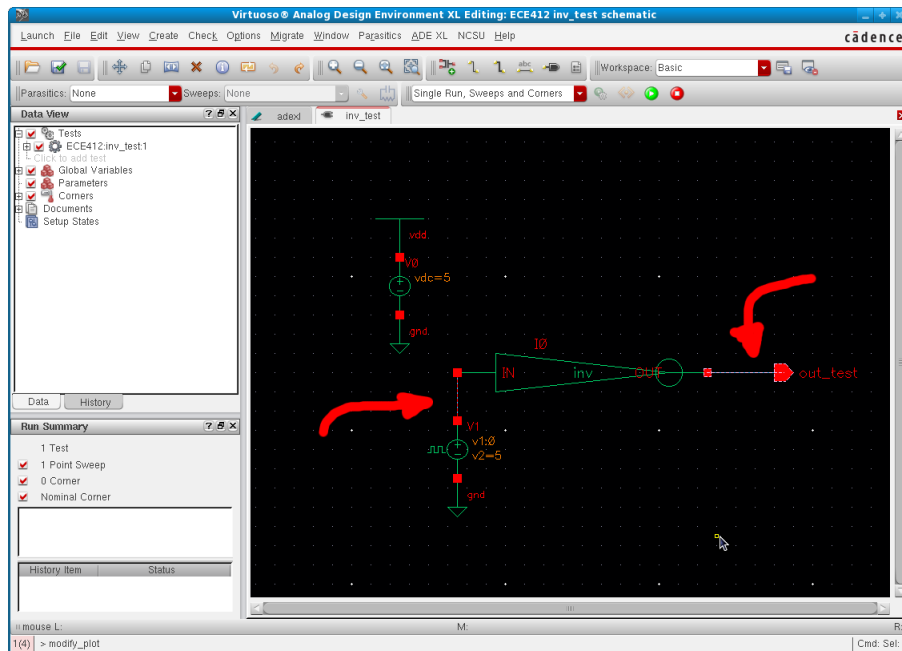 Virtuoso® Analog Design Environment XL Editing: ECE412 inv_test schematic
Launch File Edit View Create Check Options Migrate Window Parasitics ADE XL NCSU Help
cādence
abc
Workspace: Basic
Parasitics: None Sweeps: None Single Run, Sweeps and Corners
Data View
adexl inv_test
Tests
ECE412:inv_test:1
Click to add test
Global Variables
Parameters
Corners
Documents
Setup States
vdd
V0
vdc=5
gnd
I0
IN inv OUT
out_test
V1
v1:0
v2=5
gnd
Data History
Run Summary
1 Test
1 Point Sweep
0 Corner
Nominal Corner
History Item Status
mouse L: M: R:
1(4) > modify_plot Cmd: Sel: